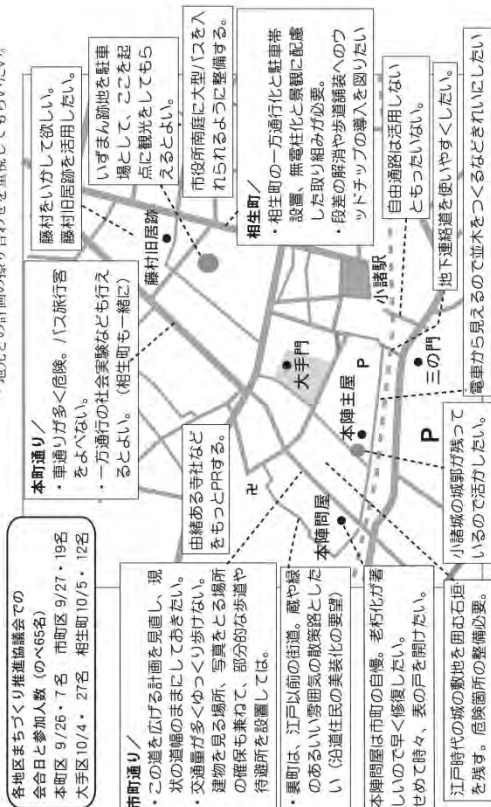 地元との計画の擦り合わせを重視してもらいたい。
各地区まちづくり推進協議会での
会合日と参加人数（のべ65名）
本町区 9/26・7名 市町区 9/27・19名
大手区10/4・27名 相生町10/5・12名
本町通り／
・車通りが多く危険。バス旅行客
をよべない。
・一方通行の社会実験なども行え
るとよい。（相生町も一緒に）
藤村をいかして欲しい。
藤村旧居跡を活用したい。
いずまん跡地を駐車
場として、ここを起
点に観光をしてもら
えるとよい。
市役所南庭に大型バスを入
れられるように整備する。
相生町／
・相生町の一方通行化と駐車帯
設置、無電柱化と景観に配慮
した取り組みが必要。
・段差の解消や歩道舗装へのウ
ッドチップの導入を図りたい
自由通路は活用しない
ともったいない。
地下連絡道を使いやすくしたい。
電車から見えるので並木をつくるなどきれいにしたい
市町通り／
・この道を広げる計画を見直し、現
状の道幅のままにしておきたい。
・交通量が多くゆっくり歩けない。
建物を見る場所、写真をとる場所
の確保も兼ねて、部分的な歩道や
待避所を設置しては。
・裏町は、江戸以前の街道。蔵や緑
のあるいい雰囲気の散策路とした
い（沿道住民の美装化の要望）
本陣問屋は市町の自慢。老朽化が著
しいので早く修復したい。
せめて時々、表の戸を開けたい。
江戸時代の城の敷地を囲む石垣
を残す。危険箇所の整備必要。
小諸城の城郭が残って
いるので活かしたい。
由緒ある寺社など
をもっとPRする。
藤村旧居跡
大手門
小諸駅
本陣主屋
本陣問屋
三の門
P
P
卍